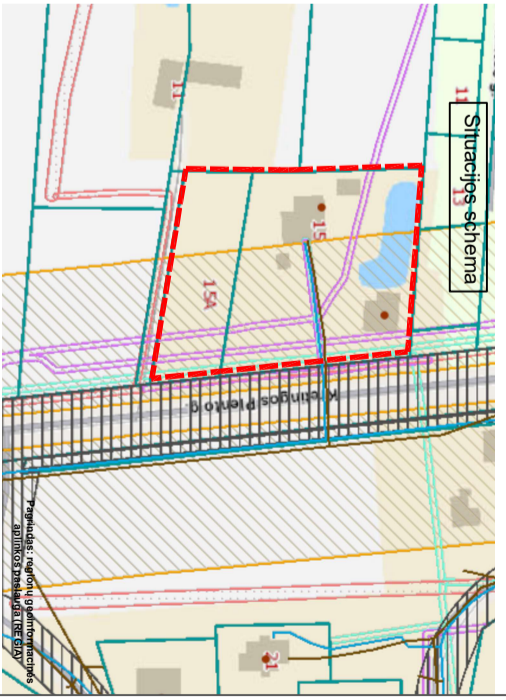 Situacijos schema
11
11
13
15
15A
Kretingos Plento g.
21
Pagrindas: regionų geoinformacinės
aplinkos paslauga (REGIA)